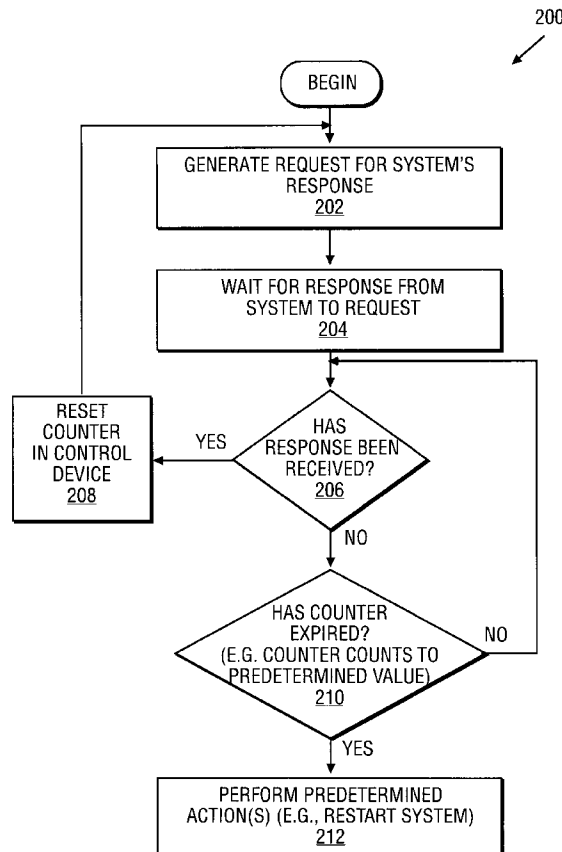 200
BEGIN
GENERATE REQUEST FOR SYSTEM'S
RESPONSE
202
WAIT FOR RESPONSE FROM
SYSTEM TO REQUEST
204
RESET
COUNTER
IN CONTROL
DEVICE
208
YES
HAS
RESPONSE BEEN
RECEIVED?
206
NO
HAS COUNTER
EXPIRED?
(E.G. COUNTER COUNTS TO
PREDETERMINED VALUE)
210
NO
YES
PERFORM PREDETERMINED
ACTION(S) (E.G., RESTART SYSTEM)
212